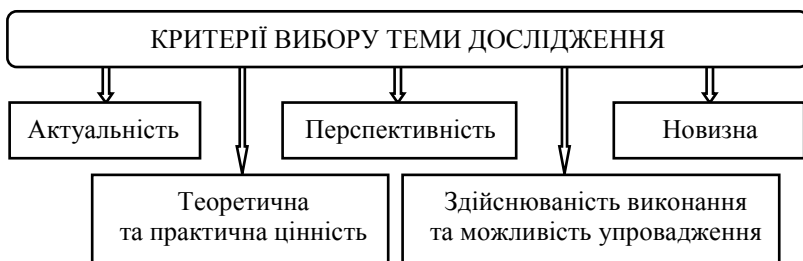 КРИТЕРІЇ ВИБОРУ ТЕМИ ДОСЛІДЖЕННЯ
Актуальність
Перспективність
Новизна
Теоретична
та практична цінність
Здійснюваність виконання
та можливість упровадження